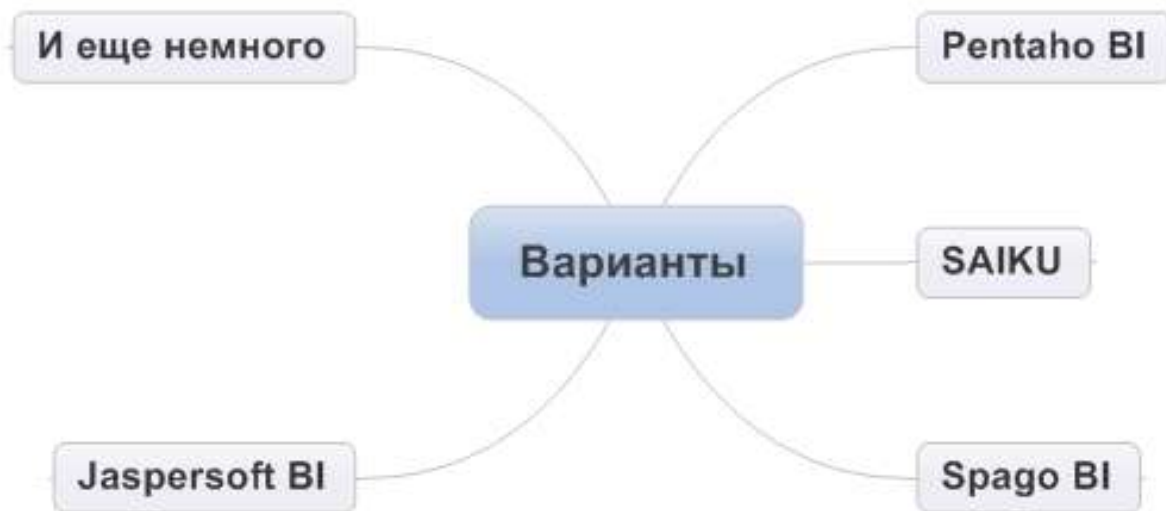 И еще немного
Pentaho BI
Варианты
SAIKU
Jaspersoft BI
Spago BI